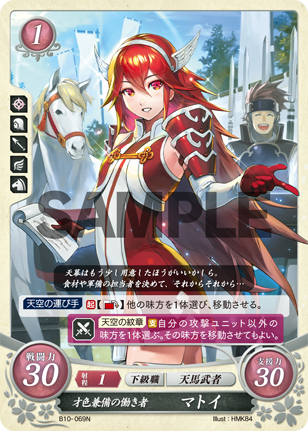 1
SAMPLE
天幕はもう少し用意したほうがいいかしら。
食材や軍備の担当者を決めて、それからそれから…
天空の運び手 起【】他の味方を1体選び、移動させる。
天空の紋章 支 自分の攻撃ユニット以外の
味方を1体選ぶ。その味方を移動させてもよい。
戦闘力
30
射程 1 下級職 天馬武者
支援力
30
才色兼備の働き者 マトイ
B10-069N
Illust : HMK84